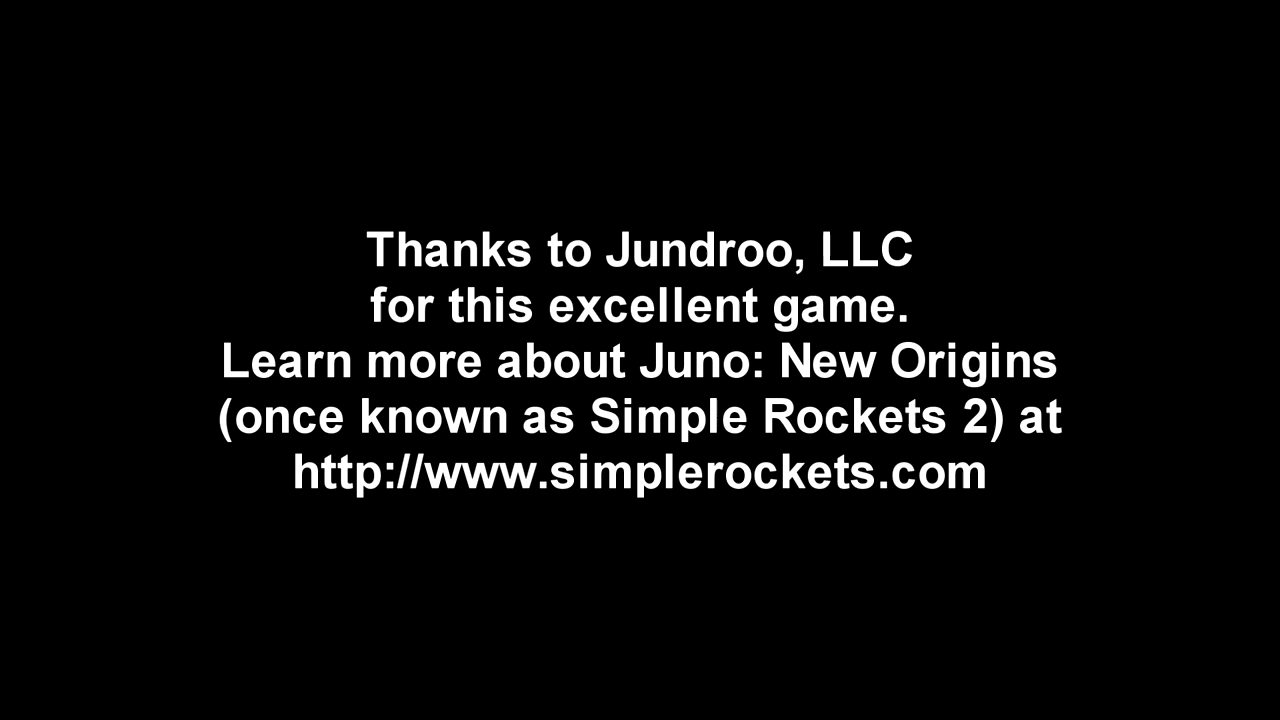 Thanks to Jundroo, LLC
for this excellent game.
Learn more about Juno: New Origins
(once known as Simple Rockets 2) at
http://www.simplerockets.com